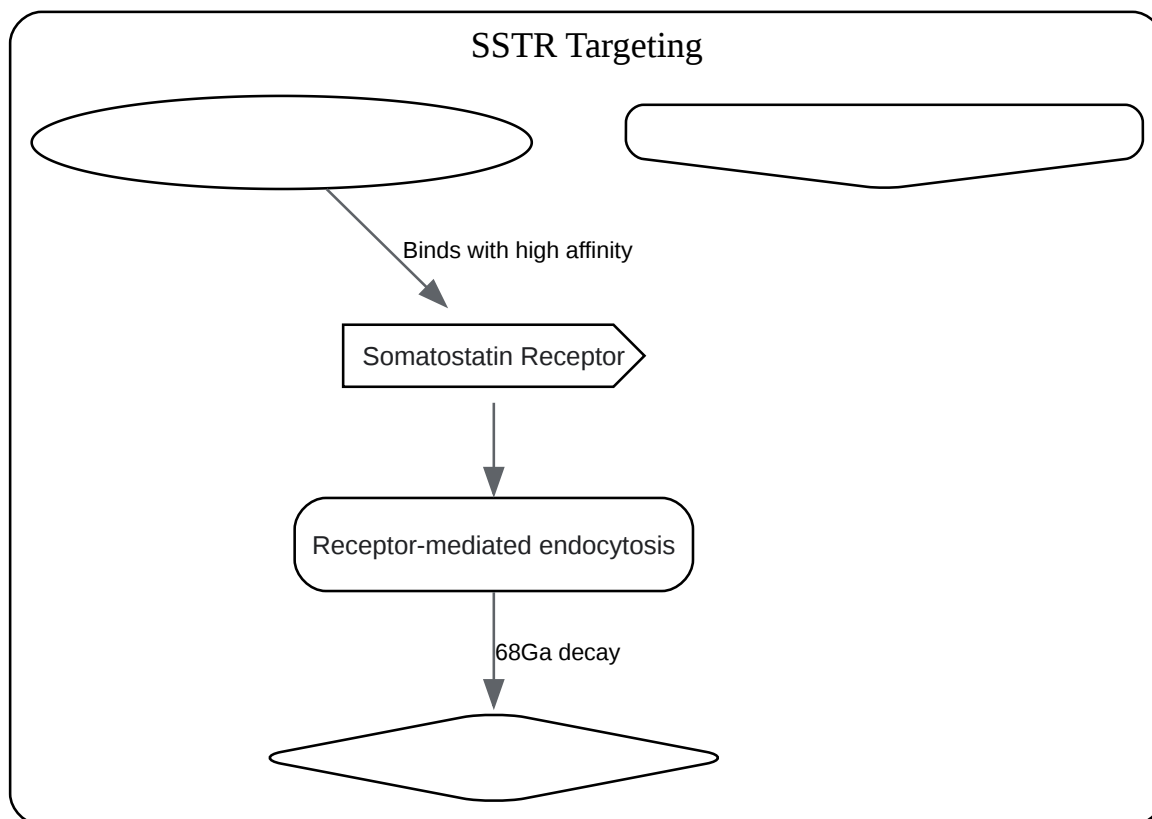 SSTR Targeting
Binds with high affinity
Somatostatin Receptor
Receptor-mediated endocytosis
68Ga decay